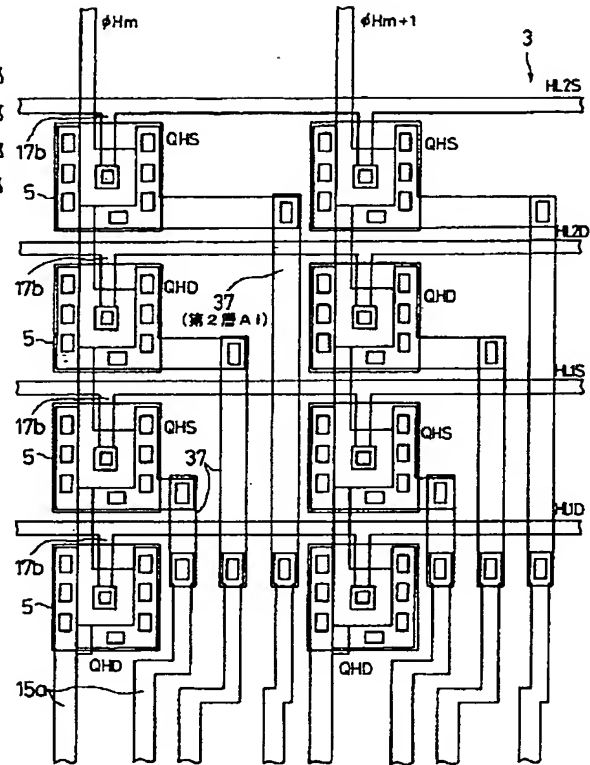 φHm
φHm+1
3
HL2S
17b
QHS
QHS
5
HL2D
17b
QHD
37
(第2層Al)
QHD
5
HL1S
17b
QHS
QHS
5
37
HL1D
17b
5
QHD
QHD
15a